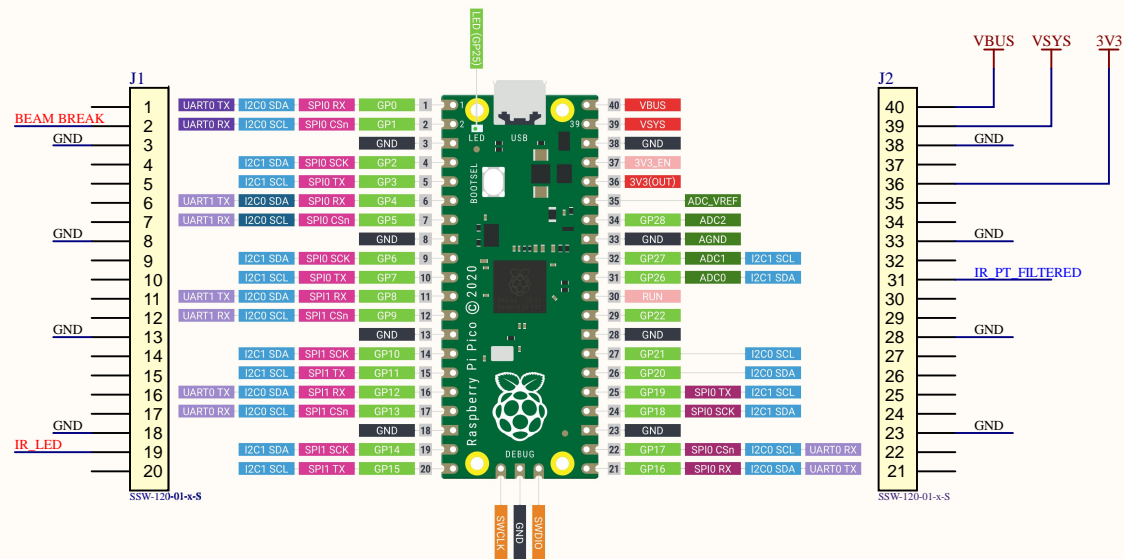 LED (GP25)
VBUS VSYS 3V3
J1 J2
1 UART0 TX I2C0 SDA SPI0 RX GP0 1 1 40 VBUS 40
BEAM BREAK 2 UART0 RX I2C0 SCL SPI0 CSn GP1 2 2 LED USB 39 39 VSYS 39
GND 3 GND 3 38 GND 38 GND
4 I2C1 SDA SPI0 SCK GP2 4 37 3V3_EN 37
5 I2C1 SCL SPI0 TX GP3 5 BOOTSEL 36 3V3(OUT) 36
6 UART1 TX I2C0 SDA SPI0 RX GP4 6 35 ADC_VREF 35
7 UART1 RX I2C0 SCL SPI0 CSn GP5 7 34 GP28 ADC2 34
GND 8 GND 8 33 GND AGND 33 GND
9 I2C1 SDA SPI0 SCK GP6 9 32 GP27 ADC1 I2C1 SCL 32
10 I2C1 SCL SPI0 TX GP7 10 31 GP26 ADC0 I2C1 SDA 31 IR_PT_FILTERED
11 UART1 TX I2C0 SDA SPI1 RX GP8 11 30 RUN 30
12 UART1 RX I2C0 SCL SPI1 CSn GP9 12 29 GP22 29
GND 13 GND 13 28 GND 28 GND
14 I2C1 SDA SPI1 SCK GP10 14 27 GP21 I2C0 SCL 27
15 I2C1 SCL SPI1 TX GP11 15 26 GP20 I2C0 SDA 26
16 UART0 TX I2C0 SDA SPI1 RX GP12 16 25 GP19 SPI0 TX I2C1 SCL 25
17 UART0 RX I2C0 SCL SPI1 CSn GP13 17 24 GP18 SPI0 SCK I2C1 SDA 24
GND 18 GND 18 23 GND 23 GND
IR_LED 19 I2C1 SDA SPI1 SCK GP14 19 22 GP17 SPI0 CSn I2C0 SCL UART0 RX 22
20 I2C1 SCL SPI1 TX GP15 20 21 GP16 SPI0 RX I2C0 SDA UART0 TX 21
Raspberry Pi Pico © 2020
DEBUG
SSW-120-01-x-S SSW-120-01-x-S
SWCLK GND SWDIO